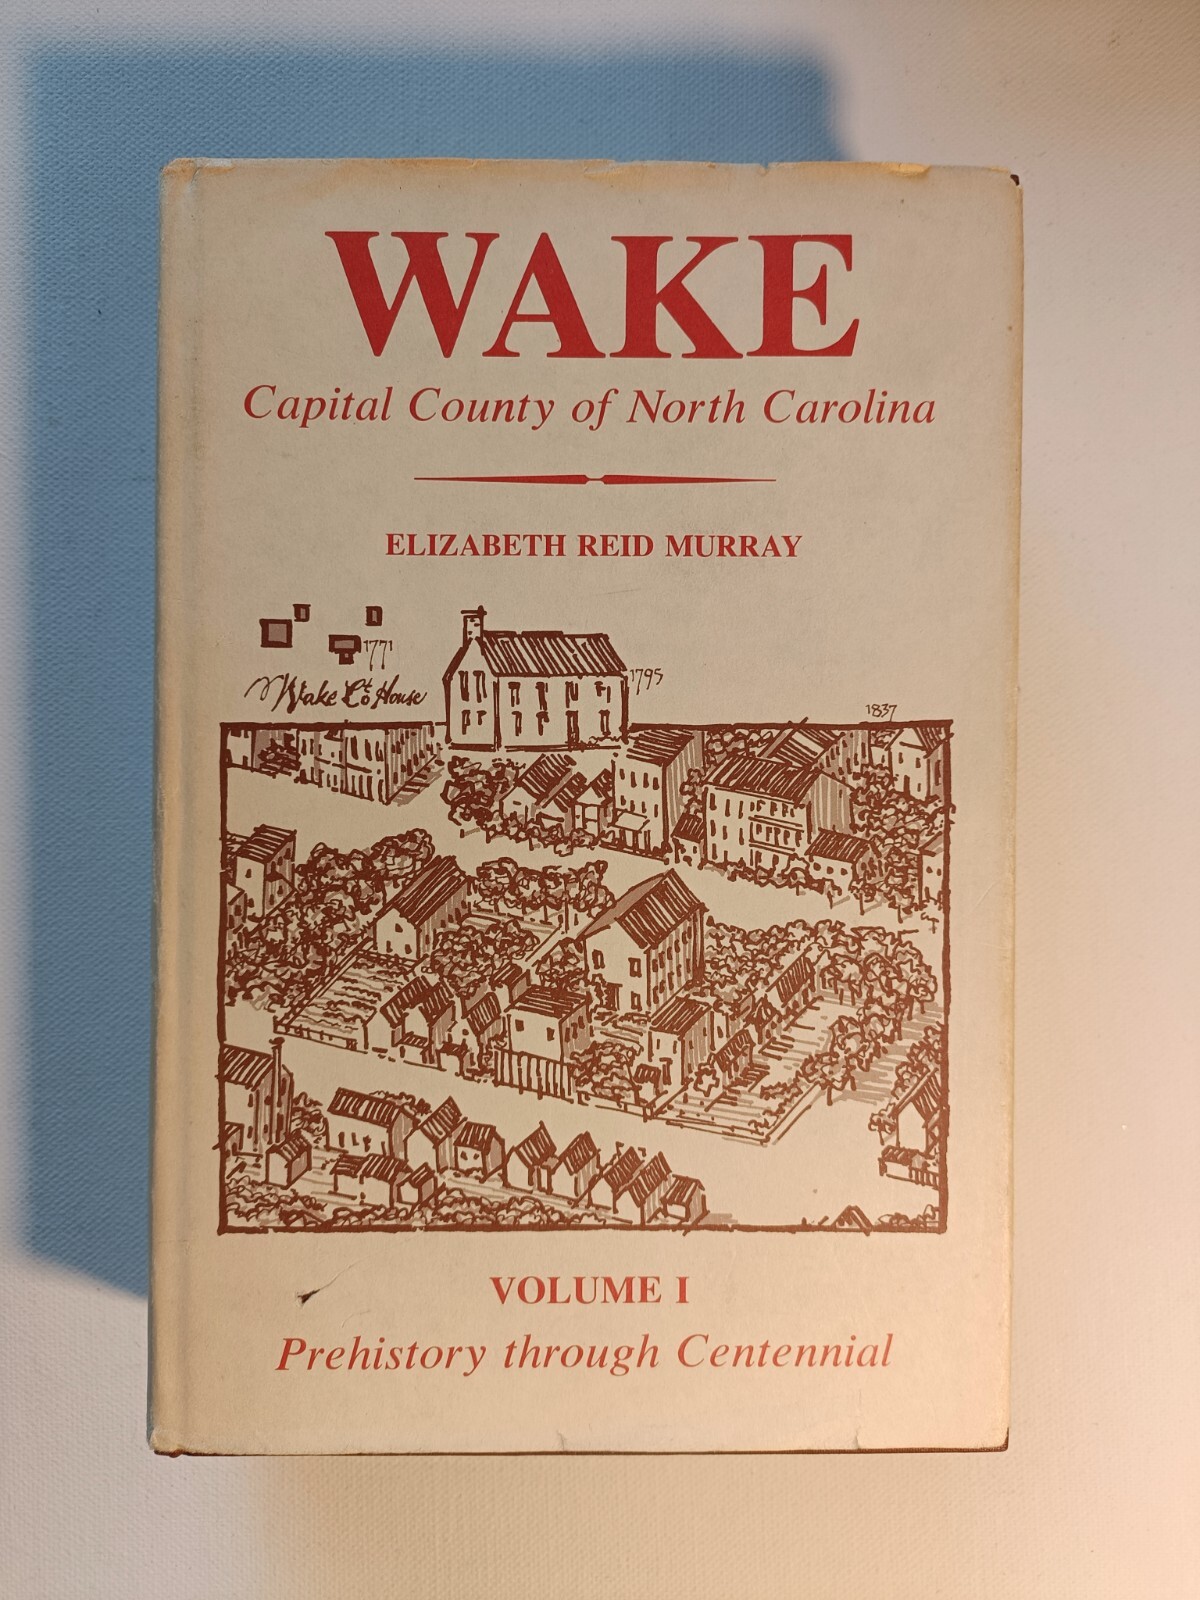 WAKE
Capital County of North Carolina
ELIZABETH REID MURRAY
1771
Wake Ct House
1795
1837
VOLUME I
Prehistory through Centennial